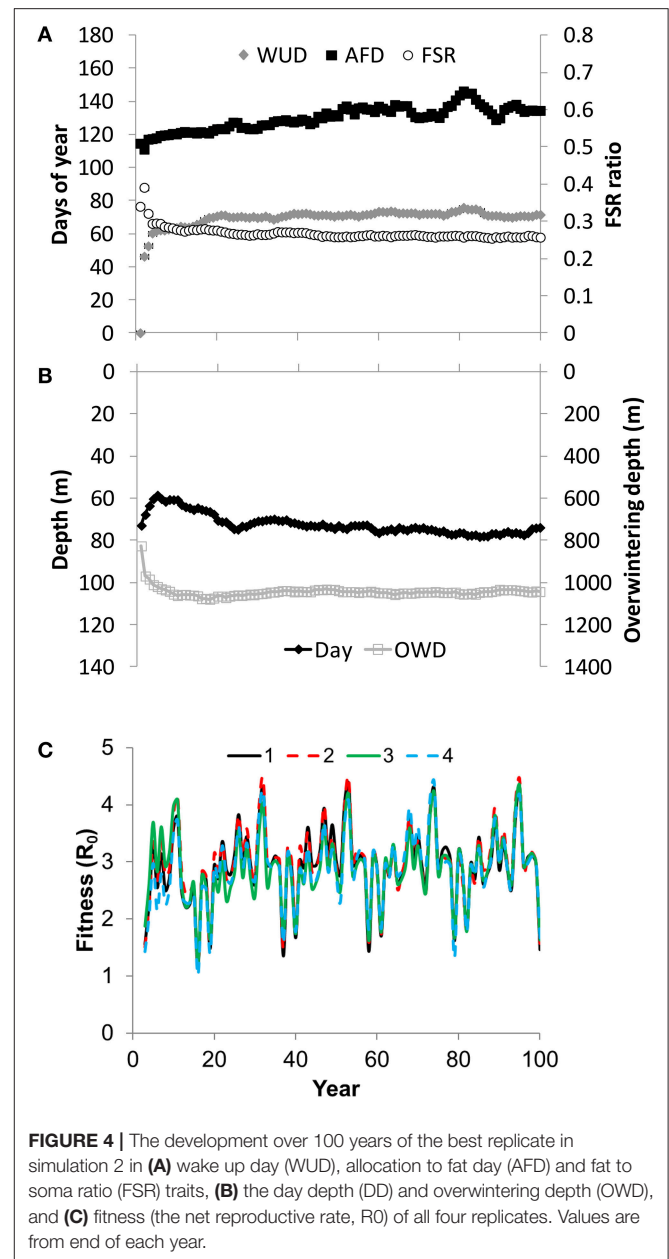 A
180
160
140
120
100
80
60
40
20
0
Days of year
WUD AFD FSR
0.8
0.7
0.6
0.5
0.4
0.3
0.2
0.1
0
FSR ratio
B
0
20
40
60
80
100
120
140
Depth (m)
Day OWD
0
200
400
600
800
1000
1200
1400
Overwintering depth (m)
C
5
4
3
2
1
0
Fitness (R0)
1 2 3 4
0 20 40 60 80 100
Year
FIGURE 4 | The development over 100 years of the best replicate in
simulation 2 in (A) wake up day (WUD), allocation to fat day (AFD) and fat to
soma ratio (FSR) traits, (B) the day depth (DD) and overwintering depth (OWD),
and (C) fitness (the net reproductive rate, R0) of all four replicates. Values are
from end of each year.